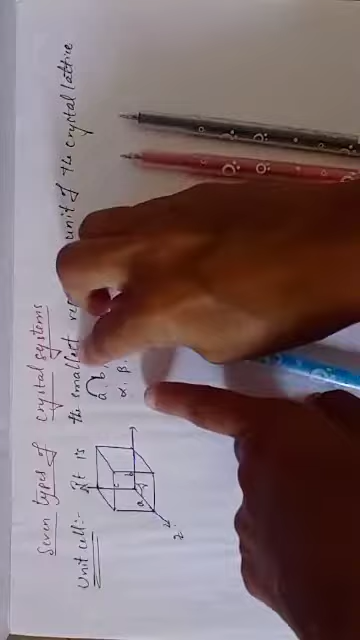 Seven types of crystal systems
Unit cell:- It is the smallest unit of the crystal lattice
a b,
α, β,